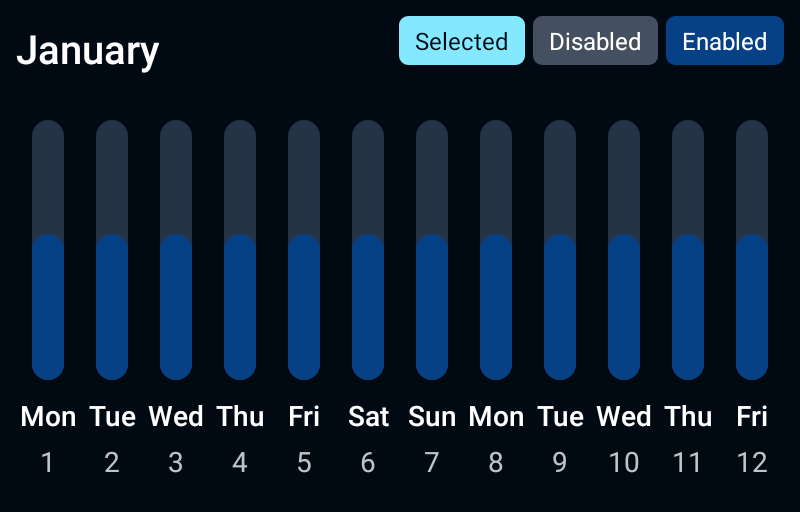 January
Selected Disabled Enabled
Mon Tue Wed Thu Fri Sat Sun Mon Tue Wed Thu Fri
1 2 3 4 5 6 7 8 9 10 11 12